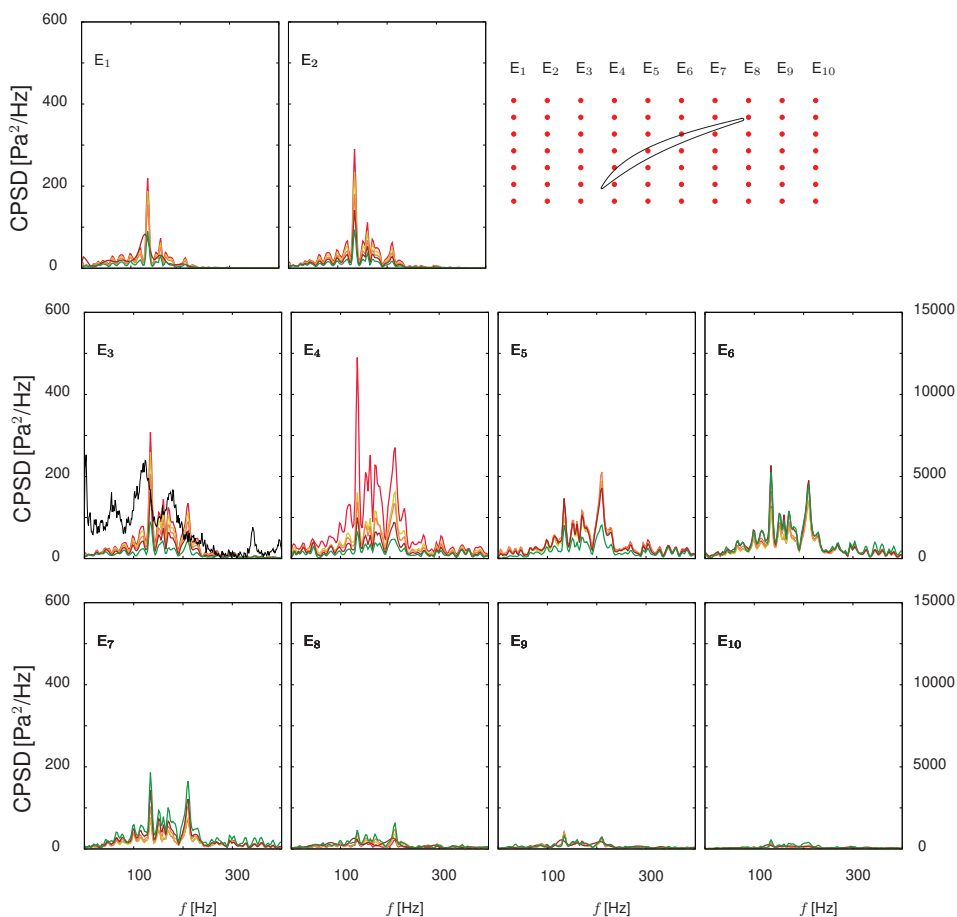 600
400
200
0
CPSD [Pa²/Hz]
E₁
E₂
E₁ E₂ E₃ E₄ E₅ E₆ E₇ E₈ E₉ E₁₀
600
400
200
0
CPSD [Pa²/Hz]
E₃
E₄
E₅
E₆
15000
10000
5000
0
600
400
200
0
CPSD [Pa²/Hz]
E₇
E₈
E₉
E₁₀
15000
10000
5000
0
100 300 100 300 100 300 100 300
f [Hz] f [Hz] f [Hz] f [Hz]